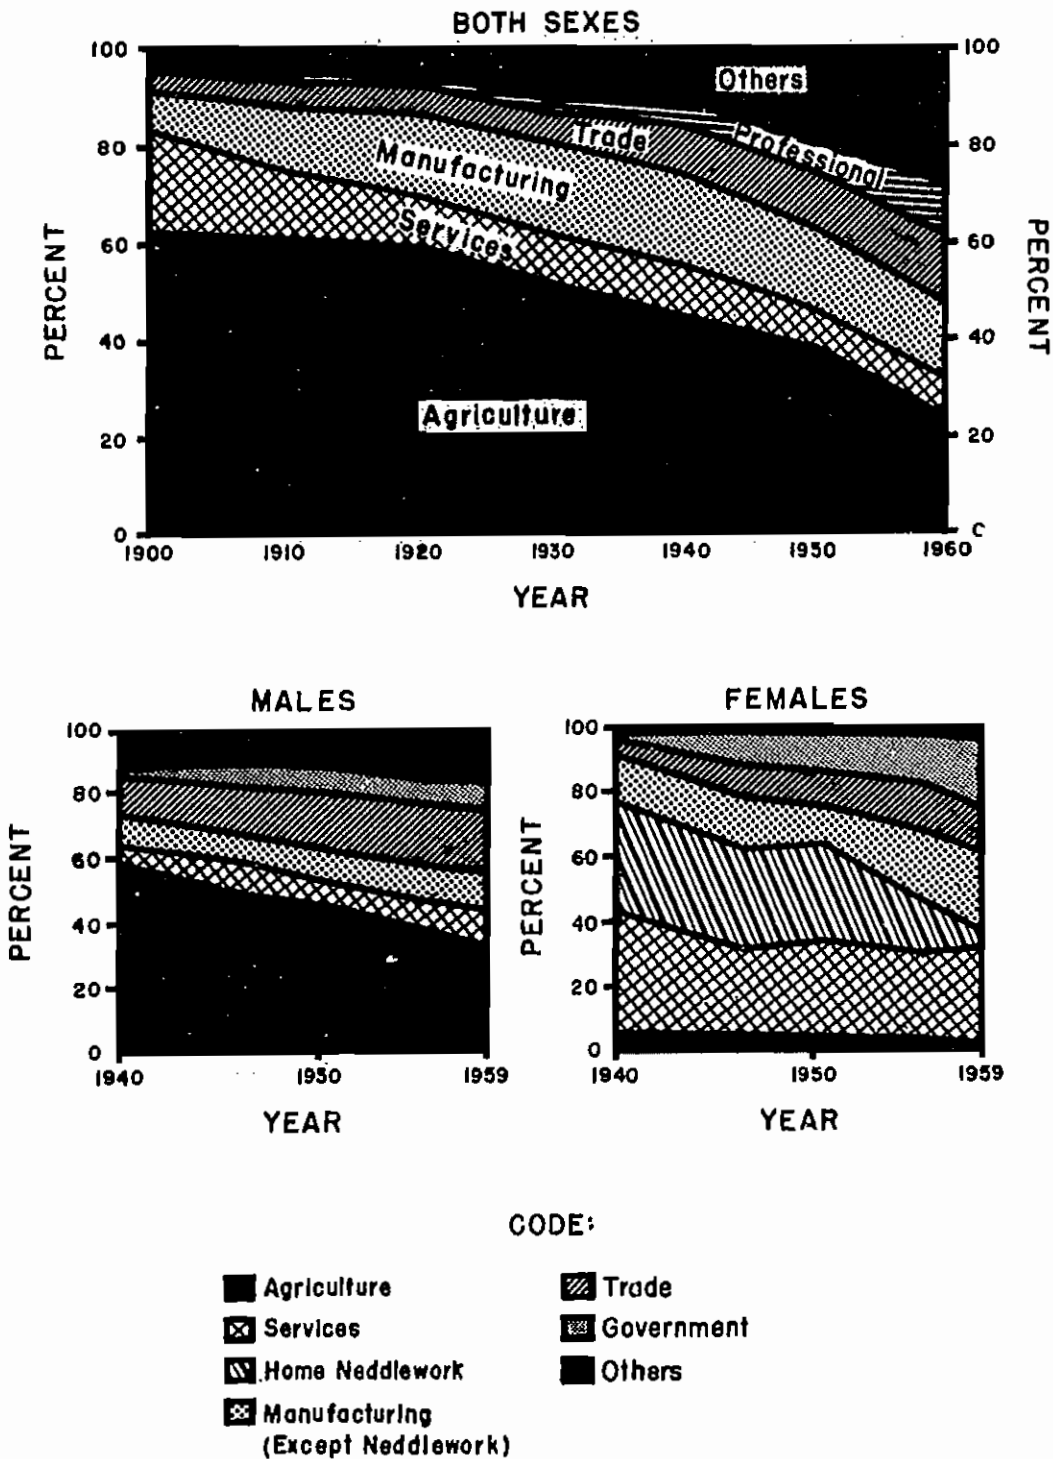 BOTH SEXES
100
80
60
40
20
0
PERCENT
100
80
60
40
20
C
PERCENT
Others
Professional
Trade
Manufacturing
Services
Agriculture
1900 1910 1920 1930 1940 1950 1960
YEAR
MALES
100
80
60
40
20
0
PERCENT
1940 1950 1959
YEAR
FEMALES
100
80
60
40
20
0
PERCENT
1940 1950 1959
YEAR
CODE:
Agriculture
Services
Home Neddlework
Manufacturing
(Except Neddlework)
Trade
Government
Others